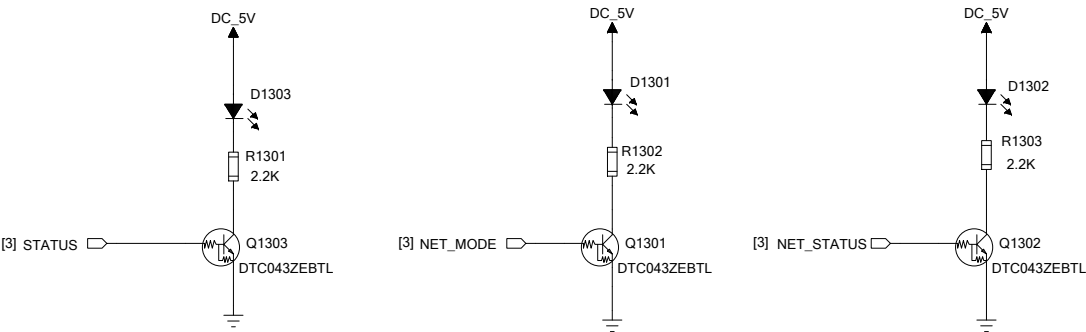 DC_5V
D1303
R1301
2.2K
[3] STATUS
Q1303
DTC043ZEBTL
DC_5V
D1301
R1302
2.2K
[3] NET_MODE
Q1301
DTC043ZEBTL
DC_5V
D1302
R1303
2.2K
[3] NET_STATUS
Q1302
DTC043ZEBTL